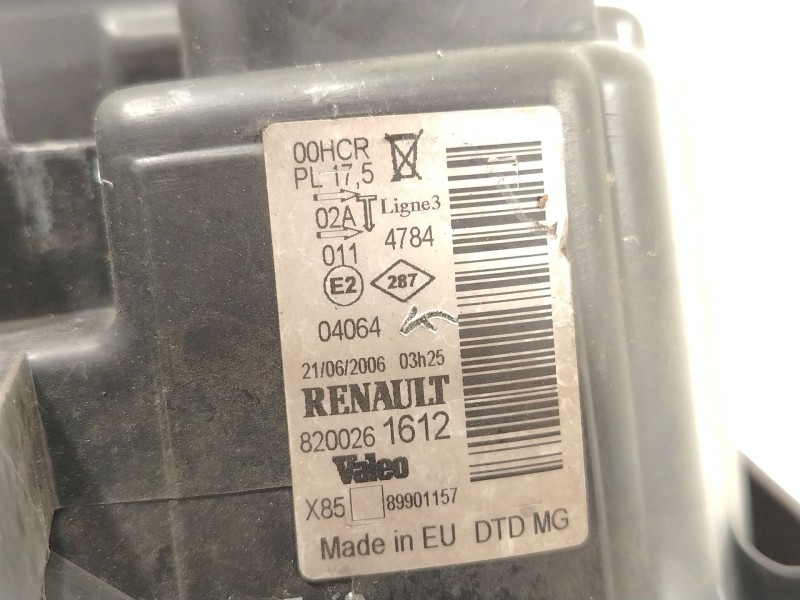 00HCR
PL 17,5
02A Ligne3
011 4784
E2 287
04064
21/06/2006 03h25
RENAULT
820026 1612
Valeo
X85 89901157
Made in EU DTD MG